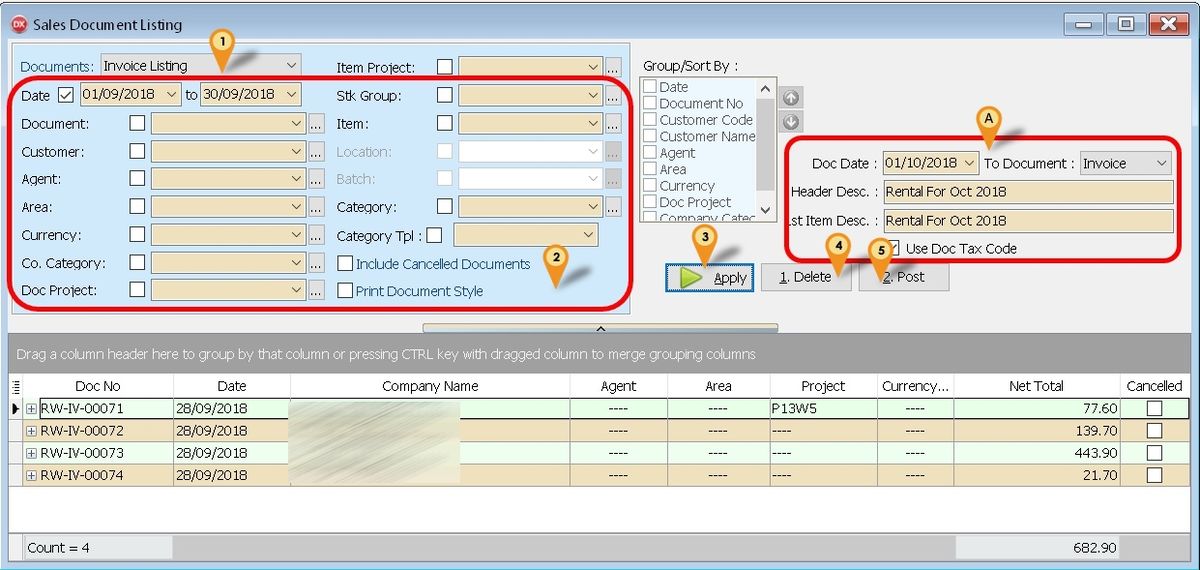 Sales Document Listing
1
Documents: Invoice Listing
Item Project:
Group/Sort By :
Date 01/09/2018 to 30/09/2018
Stk Group:
Date
Document No
Customer Code
Customer Name
Agent
Area
Currency
Doc Project
Company Categ
Document:
Item:
Customer:
Location:
Agent:
Batch:
Area:
Category:
Currency:
Category Tpl :
Co. Category:
Include Cancelled Documents
2
Doc Project:
Print Document Style
A
Doc Date : 01/10/2018 To Document : Invoice
Header Desc. : Rental For Oct 2018
1st Item Desc. : Rental For Oct 2018
Use Doc Tax Code
3
4
5
Apply
1. Delete
2. Post
Drag a column header here to group by that column or pressing CTRL key with dragged column to merge grouping columns
Doc No Date Company Name Agent Area Project Currency... Net Total Cancelled
RW-IV-00071 28/09/2018 ---- ---- P13W5 ---- 77.60
RW-IV-00072 28/09/2018 ---- ---- ---- ---- 139.70
RW-IV-00073 28/09/2018 ---- ---- ---- ---- 443.90
RW-IV-00074 28/09/2018 ---- ---- ---- ---- 21.70
Count = 4 682.90